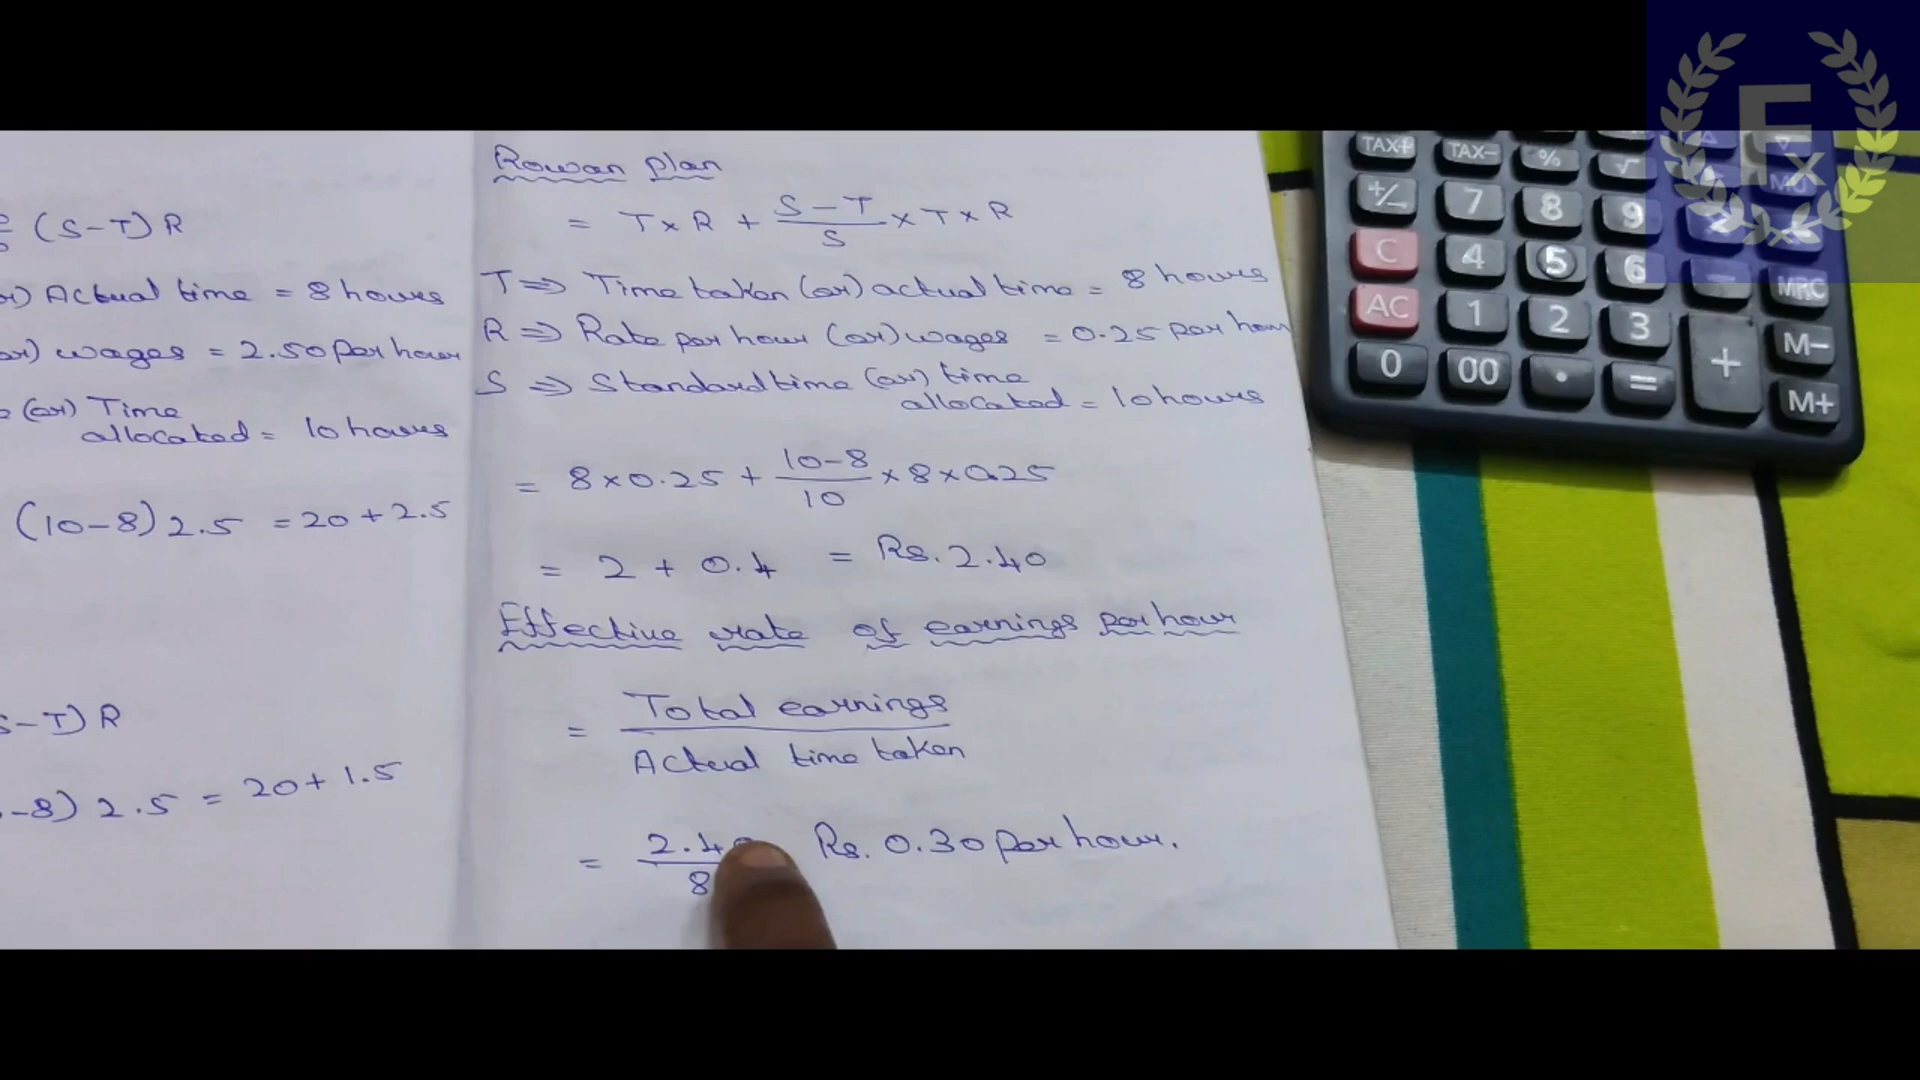 (S-T) R
Actual time = 8 hours
wages = 2.50 per hour
(or) Time
allocated = 10 hours
(10-8) 2.5 = 20 + 2.5
-T) R
-8) 2.5 = 20 + 1.5
Rowan plan
= T x R + S-T/S x T x R
T ⇒ Time taken (or) actual time = 8 hours
R ⇒ Rate per hour (or) wages = 0.25 per hour
S ⇒ Standard time (or) time
allocated = 10 hours
= 8 x 0.25 + 10-8/10 x 8 x 0.25
= 2 + 0.4 = Rs. 2.40
Effective rate of earnings per hour
= Total earnings
Actual time taken
= 2.4
8
Rs. 0.30 per hour.
TAX+ TAX- % √
+/- 7 8 9
C 4 5 6 MRC
AC 1 2 3 + M-
0 00 . = M+
F
x